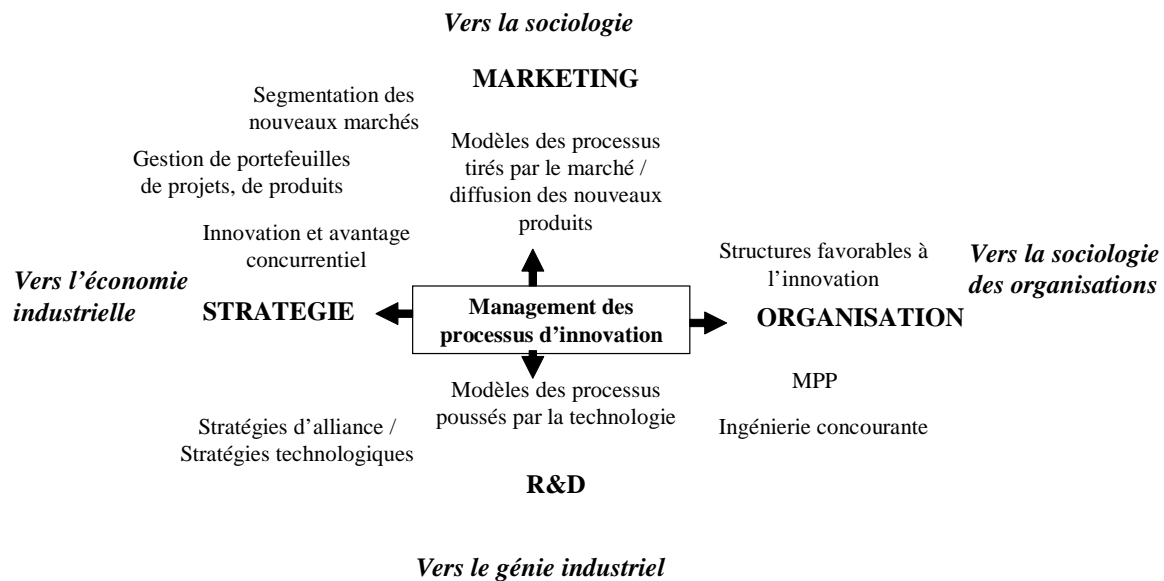 Vers la sociologie
MARKETING
Segmentation des
nouveaux marchés
Modèles des processus
tirés par le marché /
diffusion des nouveaux
produits
Gestion de portefeuilles
de projets, de produits
Innovation et avantage
concurrentiel
Structures favorables à
l’innovation
Vers la sociologie
des organisations
Vers l’économie
industrielle
STRATEGIE
Management des
processus d’innovation
ORGANISATION
Modèles des processus
poussés par la technologie
MPP
Stratégies d’alliance /
Stratégies technologiques
Ingénierie concourante
R&D
Vers le génie industriel